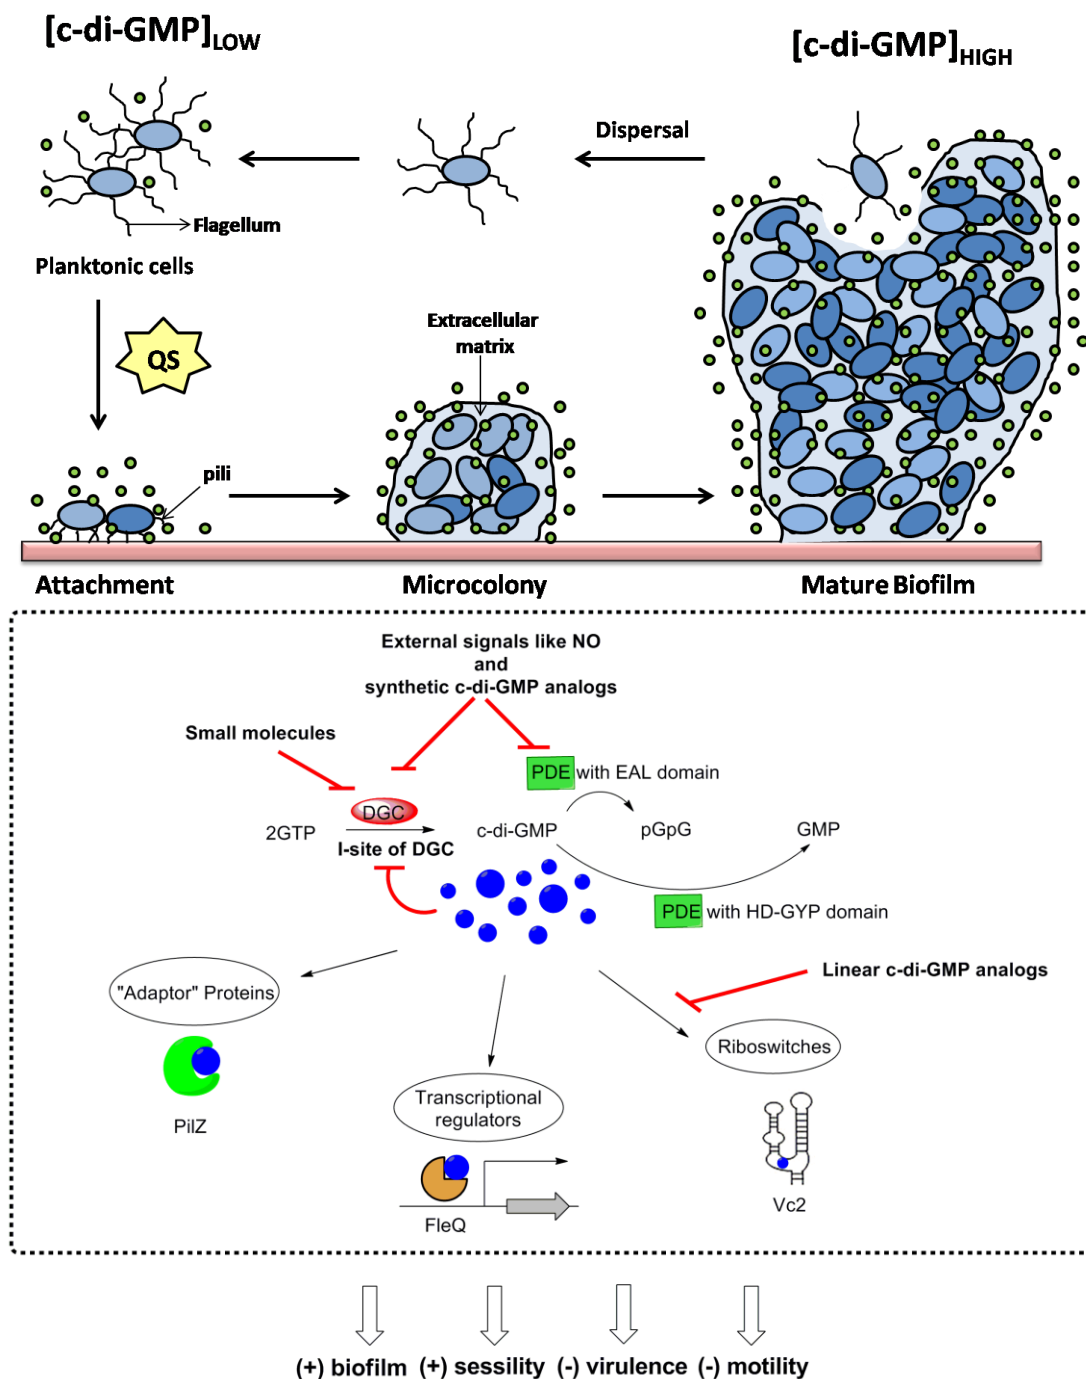 [c-di-GMP]LOW
[c-di-GMP]HIGH
Dispersal
Flagellum
Planktonic cells
QS
Extracellular
matrix
pili
Attachment
Microcolony
Mature Biofilm
External signals like NO
and
synthetic c-di-GMP analogs
Small molecules
PDE with EAL domain
DGC
2GTP
c-di-GMP
pGpG
GMP
I-site of DGC
PDE with HD-GYP domain
Linear c-di-GMP analogs
"Adaptor" Proteins
Riboswitches
Transcriptional
regulators
PilZ
FleQ
Vc2
(+) biofilm (+) sessility (-) virulence (-) motility